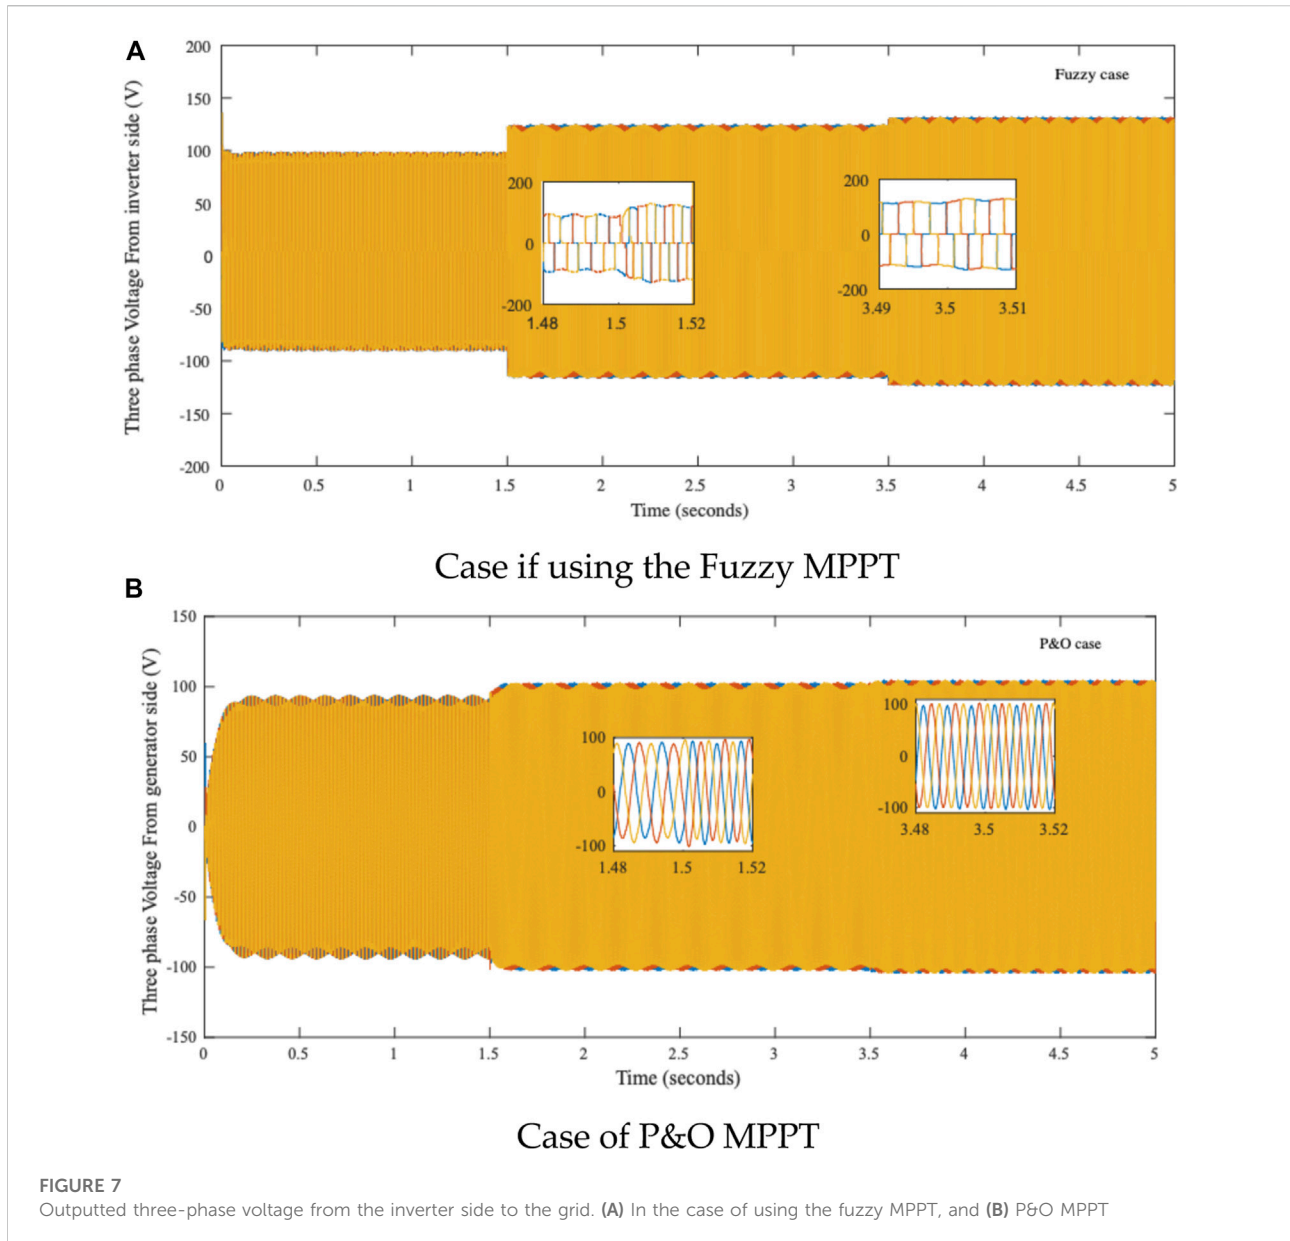 A
Three phase Voltage From inverter side (V)
200
150
100
50
0
-50
-100
-150
-200
Fuzzy case
200
0
-200
1.48 1.5 1.52
200
0
-200
3.49 3.5 3.51
0 0.5 1 1.5 2 2.5 3 3.5 4 4.5 5
Time (seconds)
Case if using the Fuzzy MPPT
B
Three phase Voltage From generator side (V)
150
100
50
0
-50
-100
-150
P&O case
100
0
-100
1.48 1.5 1.52
100
0
-100
3.48 3.5 3.52
0 0.5 1 1.5 2 2.5 3 3.5 4 4.5 5
Time (seconds)
Case of P&O MPPT
FIGURE 7
Outputted three-phase voltage from the inverter side to the grid. (A) In the case of using the fuzzy MPPT, and (B) P&O MPPT